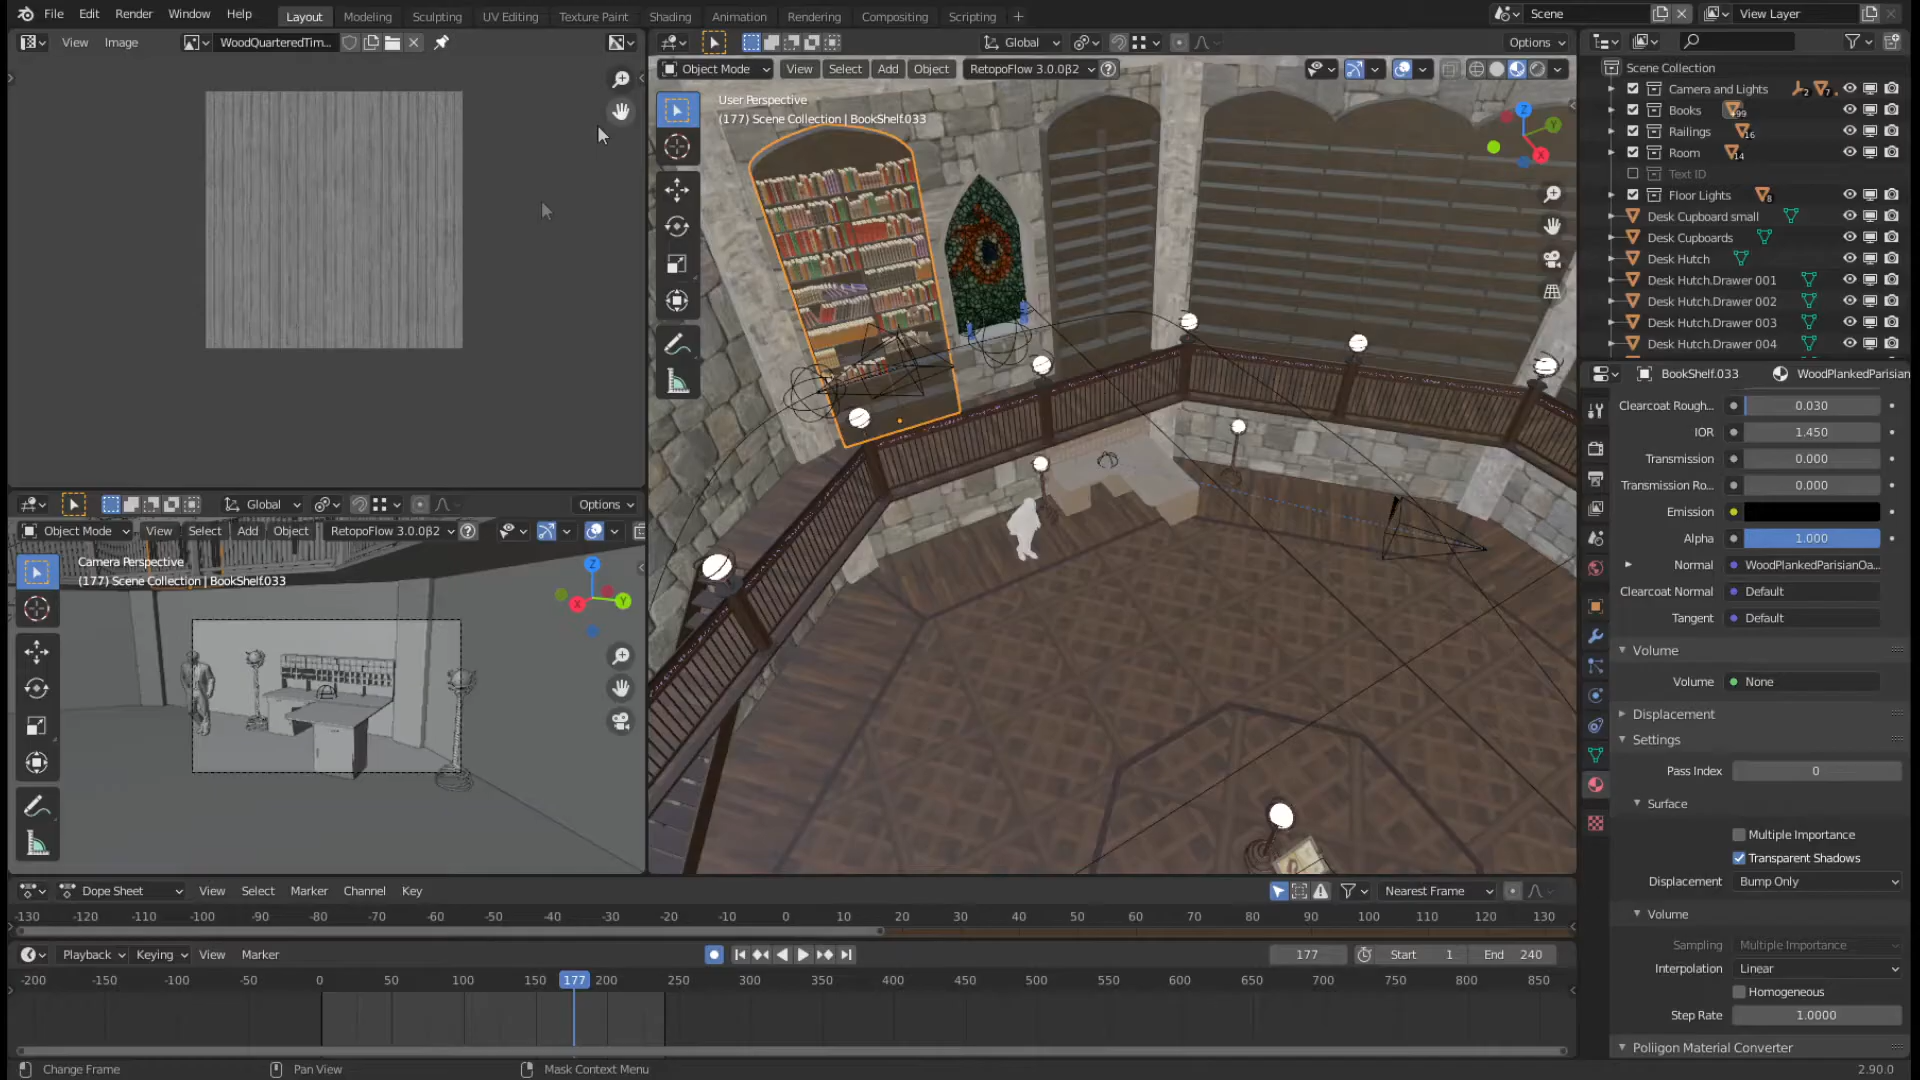 File Edit Render Window Help
Layout Modeling Sculpting UV Editing Texture Paint Shading Animation Rendering Compositing Scripting +
Scene
View Layer
View Image
WoodQuarteredTim...
Global
Options
Object Mode
View Select Add Object RetopoFlow 3.0.0β2
User Perspective
(177) Scene Collection | BookShelf.033
Z
Y
X
Scene Collection
Camera and Lights 2 7
Books 99
Railings 16
Room 14
Text ID
Floor Lights 8
Desk Cupboard small
Desk Cupboards
Desk Hutch
Desk Hutch.Drawer 001
Desk Hutch.Drawer 002
Desk Hutch.Drawer 003
Desk Hutch.Drawer 004
BookShelf.033
WoodPlankedParisian
Clearcoat Rough... 0.030
IOR 1.450
Transmission 0.000
Transmission Ro... 0.000
Emission
Alpha 1.000
Normal WoodPlankedParisianOa...
Clearcoat Normal Default
Tangent Default
Volume
Volume None
Displacement
Settings
Pass Index 0
Surface
Multiple Importance
Transparent Shadows
Displacement Bump Only
Volume
Sampling Multiple Importance
Interpolation Linear
Homogeneous
Step Rate 1.0000
Poliigon Material Converter
Global
Options
Object Mode
View Select Add Object RetopoFlow 3.0.0β2
Camera Perspective
(177) Scene Collection | BookShelf.033
Z
X
Y
Dope Sheet View Select Marker Channel Key
Nearest Frame
-130 -120 -110 -100 -90 -80 -70 -60 -50 -40 -30 -20 -10 0 10 20 30 40 50 60 70 80 90 100 110 120 130
Playback Keying View Marker
177 Start 1 End 240
-200 -150 -100 -50 0 50 100 150 177 200 250 300 350 400 450 500 550 600 650 700 750 800 850
Change Frame
Pan View
Mask Context Menu
2.90.0